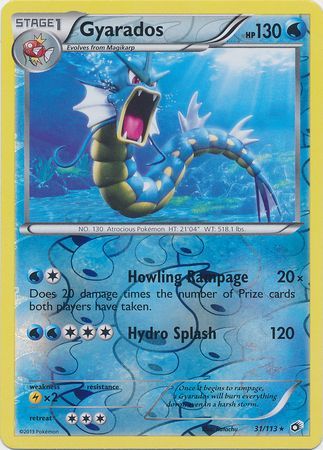 STAGE1
Gyarados
HP130
Evolves from Magikarp
NO. 130 Atrocious Pokémon HT: 21'04" WT: 518.1 lbs.
Howling Rampage 20×
Does 20 damage times the number of Prize cards
both players have taken.
Hydro Splash 120
weakness resistance
×2
retreat
Once it begins to rampage,
a Gyarados will burn everything
down, even in a harsh storm.
©2013 Pokémon
31/113 ★